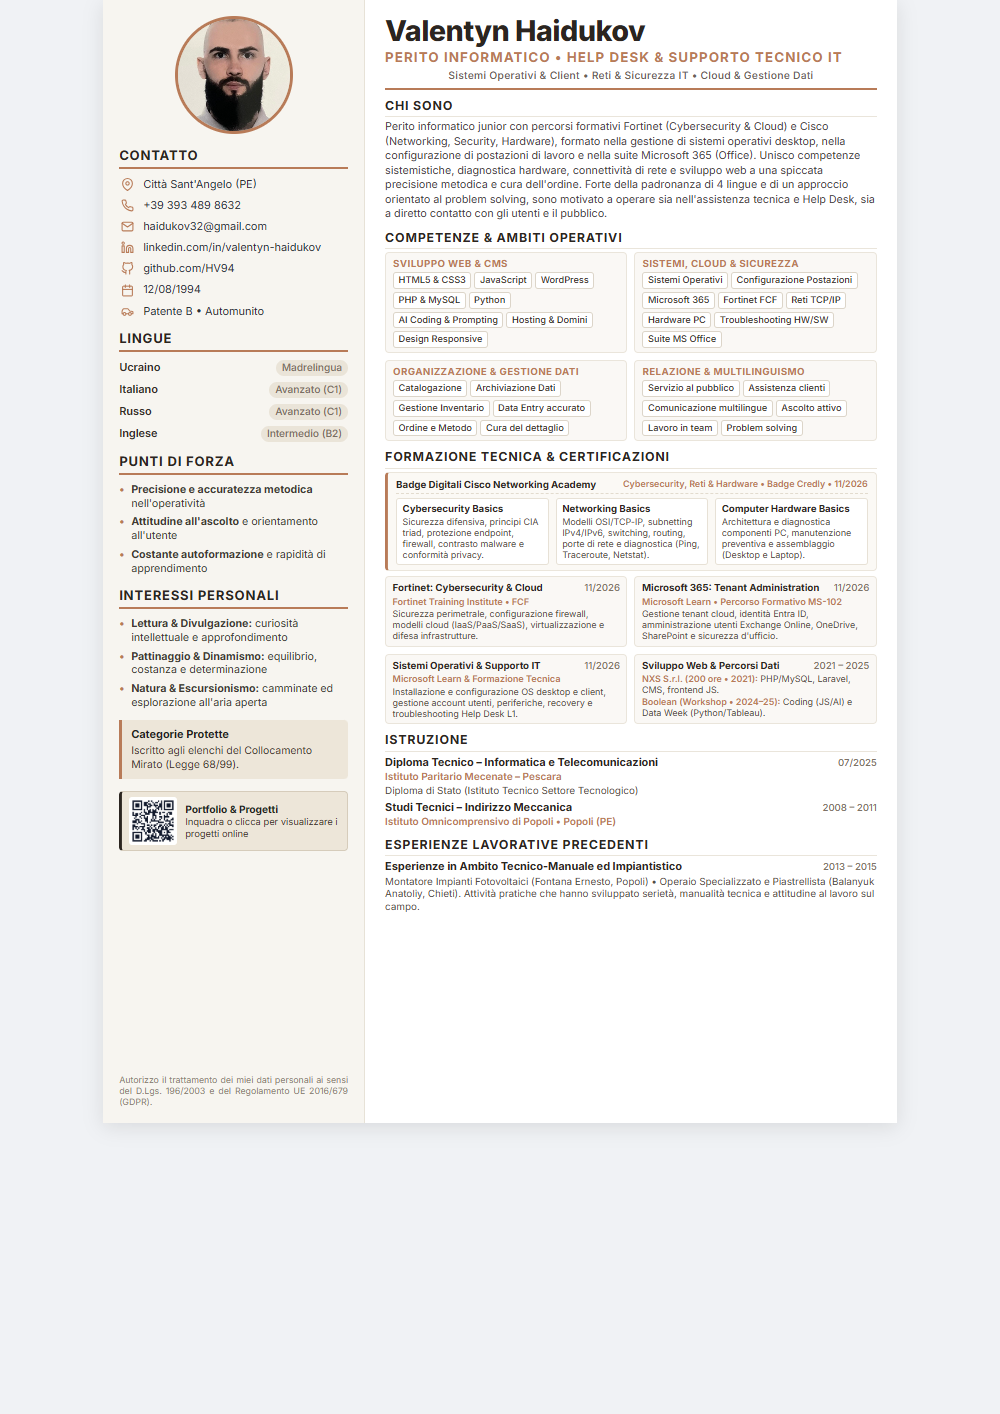 CONTATTO
Città Sant'Angelo (PE)
+39 393 489 8632
haidukov32@gmail.com
linkedin.com/in/valentyn-haidukov
github.com/HV94
12/08/1994
Patente B • Automunito
LINGUE
Ucraino Madrelingua
Italiano Avanzato (C1)
Russo Avanzato (C1)
Inglese Intermedio (B2)
PUNTI DI FORZA
• Precisione e accuratezza metodica
nell'operatività
• Attitudine all'ascolto e orientamento
all'utente
• Costante autoformazione e rapidità di
apprendimento
INTERESSI PERSONALI
• Lettura & Divulgazione: curiosità
intellettuale e approfondimento
• Pattinaggio & Dinamismo: equilibrio,
costanza e determinazione
• Natura & Escursionismo: camminate ed
esplorazione all'aria aperta
Categorie Protette
Iscritto agli elenchi del Collocamento
Mirato (Legge 68/99).
Portfolio & Progetti
Inquadra o clicca per visualizzare i
progetti online
Autorizzo il trattamento dei miei dati personali ai sensi
del D.Lgs. 196/2003 e del Regolamento UE 2016/679
(GDPR).
Valentyn Haidukov
PERITO INFORMATICO • HELP DESK & SUPPORTO TECNICO IT
Sistemi Operativi & Client • Reti & Sicurezza IT • Cloud & Gestione Dati
CHI SONO
Perito informatico junior con percorsi formativi Fortinet (Cybersecurity & Cloud) e Cisco
(Networking, Security, Hardware), formato nella gestione di sistemi operativi desktop, nella
configurazione di postazioni di lavoro e nella suite Microsoft 365 (Office). Unisco competenze
sistemistiche, diagnostica hardware, connettività di rete e sviluppo web a una spiccata
precisione metodica e cura dell'ordine. Forte della padronanza di 4 lingue e di un approccio
orientato al problem solving, sono motivato a operare sia nell'assistenza tecnica e Help Desk, sia
a diretto contatto con gli utenti e il pubblico.
COMPETENZE & AMBITI OPERATIVI
SVILUPPO WEB & CMS
HTML5 & CSS3 JavaScript WordPress
PHP & MySQL Python
AI Coding & Prompting Hosting & Domini
Design Responsive
SISTEMI, CLOUD & SICUREZZA
Sistemi Operativi Configurazione Postazioni
Microsoft 365 Fortinet FCF Reti TCP/IP
Hardware PC Troubleshooting HW/SW
Suite MS Office
ORGANIZZAZIONE & GESTIONE DATI
Catalogazione Archiviazione Dati
Gestione Inventario Data Entry accurato
Ordine e Metodo Cura del dettaglio
RELAZIONE & MULTILINGUISMO
Servizio al pubblico Assistenza clienti
Comunicazione multilingue Ascolto attivo
Lavoro in team Problem solving
FORMAZIONE TECNICA & CERTIFICAZIONI
Badge Digitali Cisco Networking Academy Cybersecurity, Reti & Hardware • Badge Credly • 11/2026
Cybersecurity Basics
Sicurezza difensiva, principi CIA
triad, protezione endpoint,
firewall, contrasto malware e
conformità privacy.
Networking Basics
Modelli OSI/TCP-IP, subnetting
IPv4/IPv6, switching, routing,
porte di rete e diagnostica (Ping,
Traceroute, Netstat).
Computer Hardware Basics
Architettura e diagnostica
componenti PC, manutenzione
preventiva e assemblaggio
(Desktop e Laptop).
Fortinet: Cybersecurity & Cloud 11/2026
Fortinet Training Institute • FCF
Sicurezza perimetrale, configurazione firewall,
modelli cloud (IaaS/PaaS/SaaS), virtualizzazione e
difesa infrastrutture.
Microsoft 365: Tenant Administration 11/2026
Microsoft Learn • Percorso Formativo MS-102
Gestione tenant cloud, identità Entra ID,
amministrazione utenti Exchange Online, OneDrive,
SharePoint e sicurezza d'ufficio.
Sistemi Operativi & Supporto IT 11/2026
Microsoft Learn & Formazione Tecnica
Installazione e configurazione OS desktop e client,
gestione account utenti, periferiche, recovery e
troubleshooting Help Desk L1.
Sviluppo Web & Percorsi Dati 2021 – 2025
NXS S.r.l. (200 ore • 2021): PHP/MySQL, Laravel,
CMS, frontend JS.
Boolean (Workshop • 2024–25): Coding (JS/AI) e
Data Week (Python/Tableau).
ISTRUZIONE
Diploma Tecnico – Informatica e Telecomunicazioni 07/2025
Istituto Paritario Mecenate – Pescara
Diploma di Stato (Istituto Tecnico Settore Tecnologico)
Studi Tecnici – Indirizzo Meccanica 2008 – 2011
Istituto Omnicomprensivo di Popoli • Popoli (PE)
ESPERIENZE LAVORATIVE PRECEDENTI
Esperienze in Ambito Tecnico-Manuale ed Impiantistico 2013 – 2015
Montatore Impianti Fotovoltaici (Fontana Ernesto, Popoli) • Operaio Specializzato e Piastrellista (Balanyuk
Anatoliy, Chieti). Attività pratiche che hanno sviluppato serietà, manualità tecnica e attitudine al lavoro sul
campo.